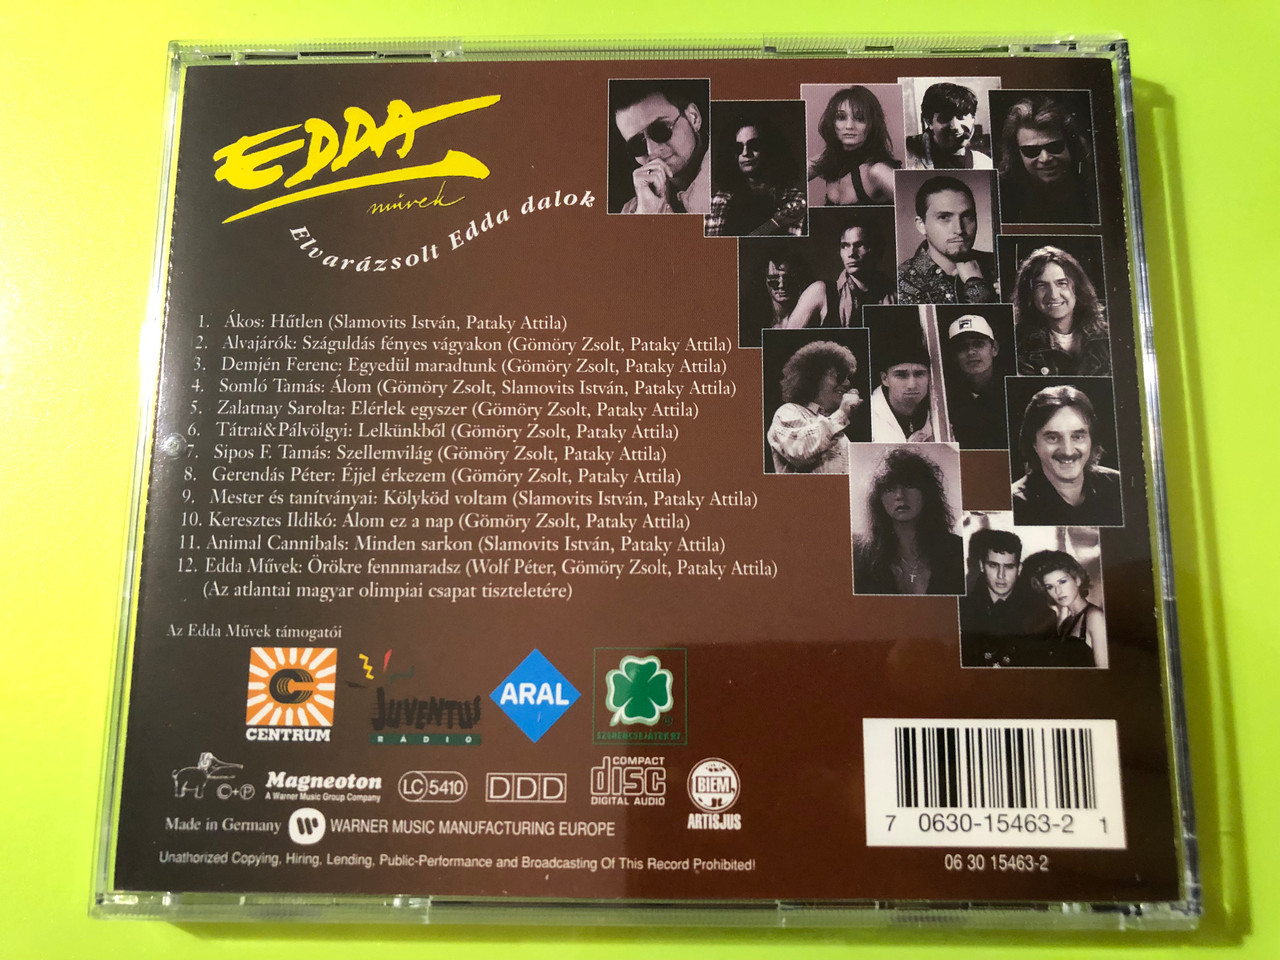 EDDA
művek
Elvarázsolt Edda dalok
1. Ákos: Hűtlen (Slamovits István, Pataky Attila)
2. Alvajárók: Száguldás fényes vágyakon (Gömöry Zsolt, Pataky Attila)
3. Demjén Ferenc: Egyedül maradtunk (Gömöry Zsolt, Pataky Attila)
4. Somló Tamás: Álom (Gömöry Zsolt, Slamovits István, Pataky Attila)
5. Zalatnay Sarolta: Elérlek egyszer (Gömöry Zsolt, Pataky Attila)
6. Tátrai&Pálvölgyi: Lelkünkből (Gömöry Zsolt, Pataky Attila)
7. Sipos F. Tamás: Szellemvilág (Gömöry Zsolt, Pataky Attila)
8. Gerendás Péter: Éjjel érkezem (Gömöry Zsolt, Pataky Attila)
9. Mester és tanítványai: Kölyköd voltam (Slamovits István, Pataky Attila)
10. Keresztes Ildikó: Álom ez a nap (Gömöry Zsolt, Pataky Attila)
11. Animal Cannibals: Minden sarkon (Slamovits István, Pataky Attila)
12. Edda Művek: Örökre fennmaradsz (Wolf Péter, Gömöry Zsolt, Pataky Attila)
(Az atlantai magyar olimpiai csapat tiszteletére)
Az Edda Művek támogatói
C
CENTRUM
JUVENTUS
RÁDIÓ
ARAL
®
SZERENCSEJÁTÉK RT.
©+℗
Magneoton
A Warner Music Group Company
LC 5410
DDD
COMPACT
disc
DIGITAL AUDIO
BIEM
ARTISJUS
Made in Germany
WARNER MUSIC MANUFACTURING EUROPE
Unathorized Copying, Hiring, Lending, Public-Performance and Broadcasting Of This Record Prohibited!
7 0630-15463-2 1
06 30 15463-2